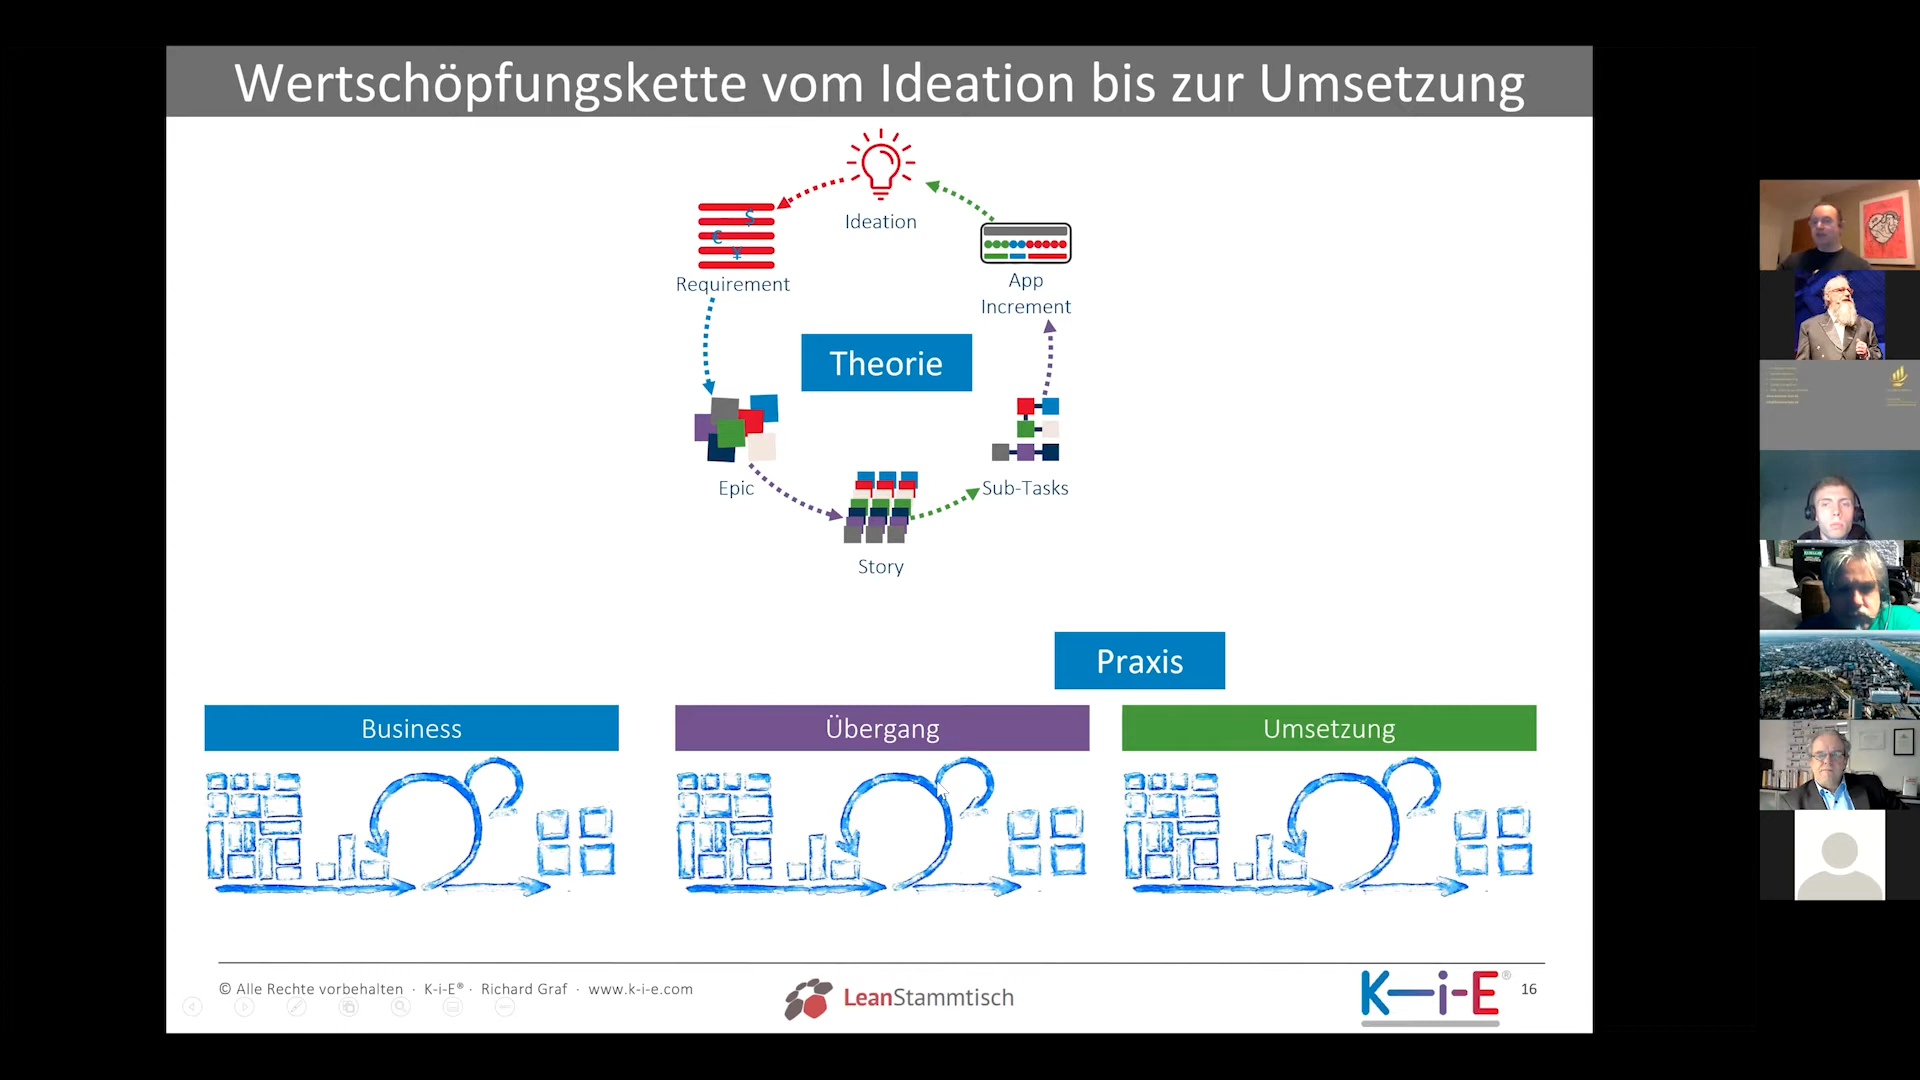 Wertschöpfungskette vom Ideation bis zur Umsetzung
Ideation
$
€
¥
Requirement
App
Increment
Theorie
Epic
Sub-Tasks
Story
Praxis
Business
Übergang
Umsetzung
© Alle Rechte vorbehalten · K-i-E® · Richard Graf · www.k-i-e.com
LeanStammtisch
K-i-E®
16